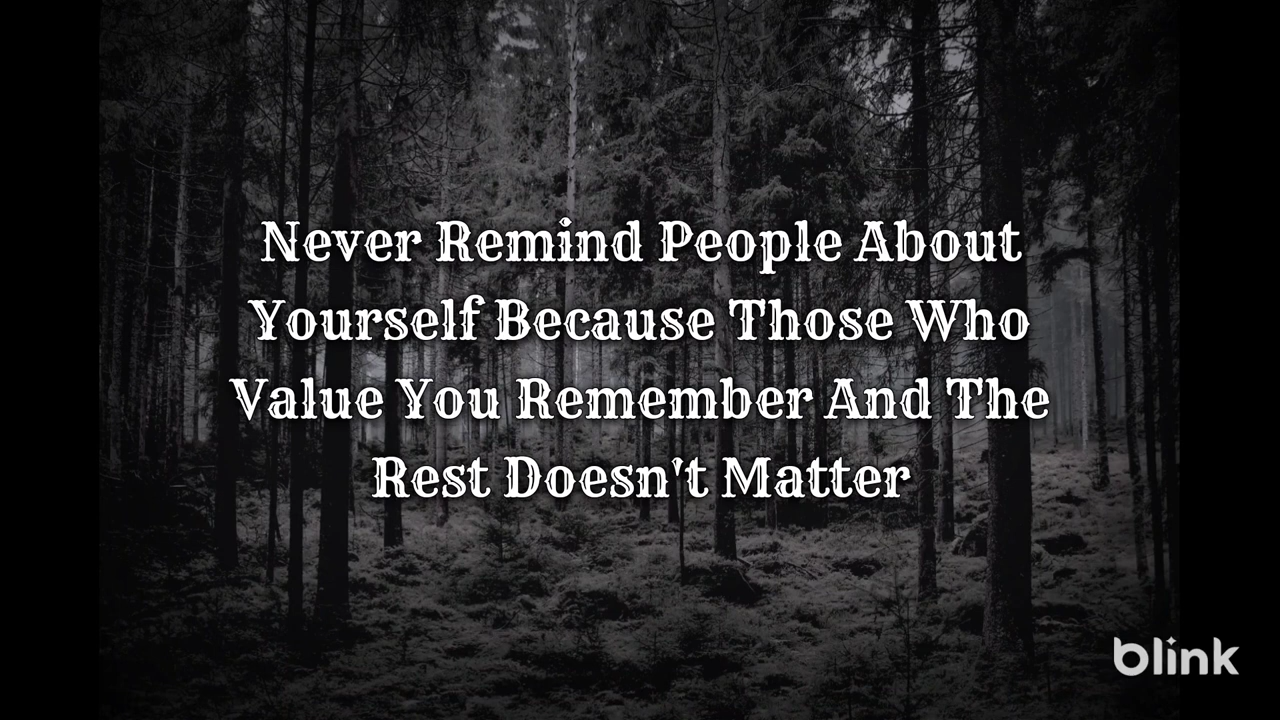 Never Remind People About
Yourself Because Those Who
Value You Remember And The
Rest Doesn't Matter
blink